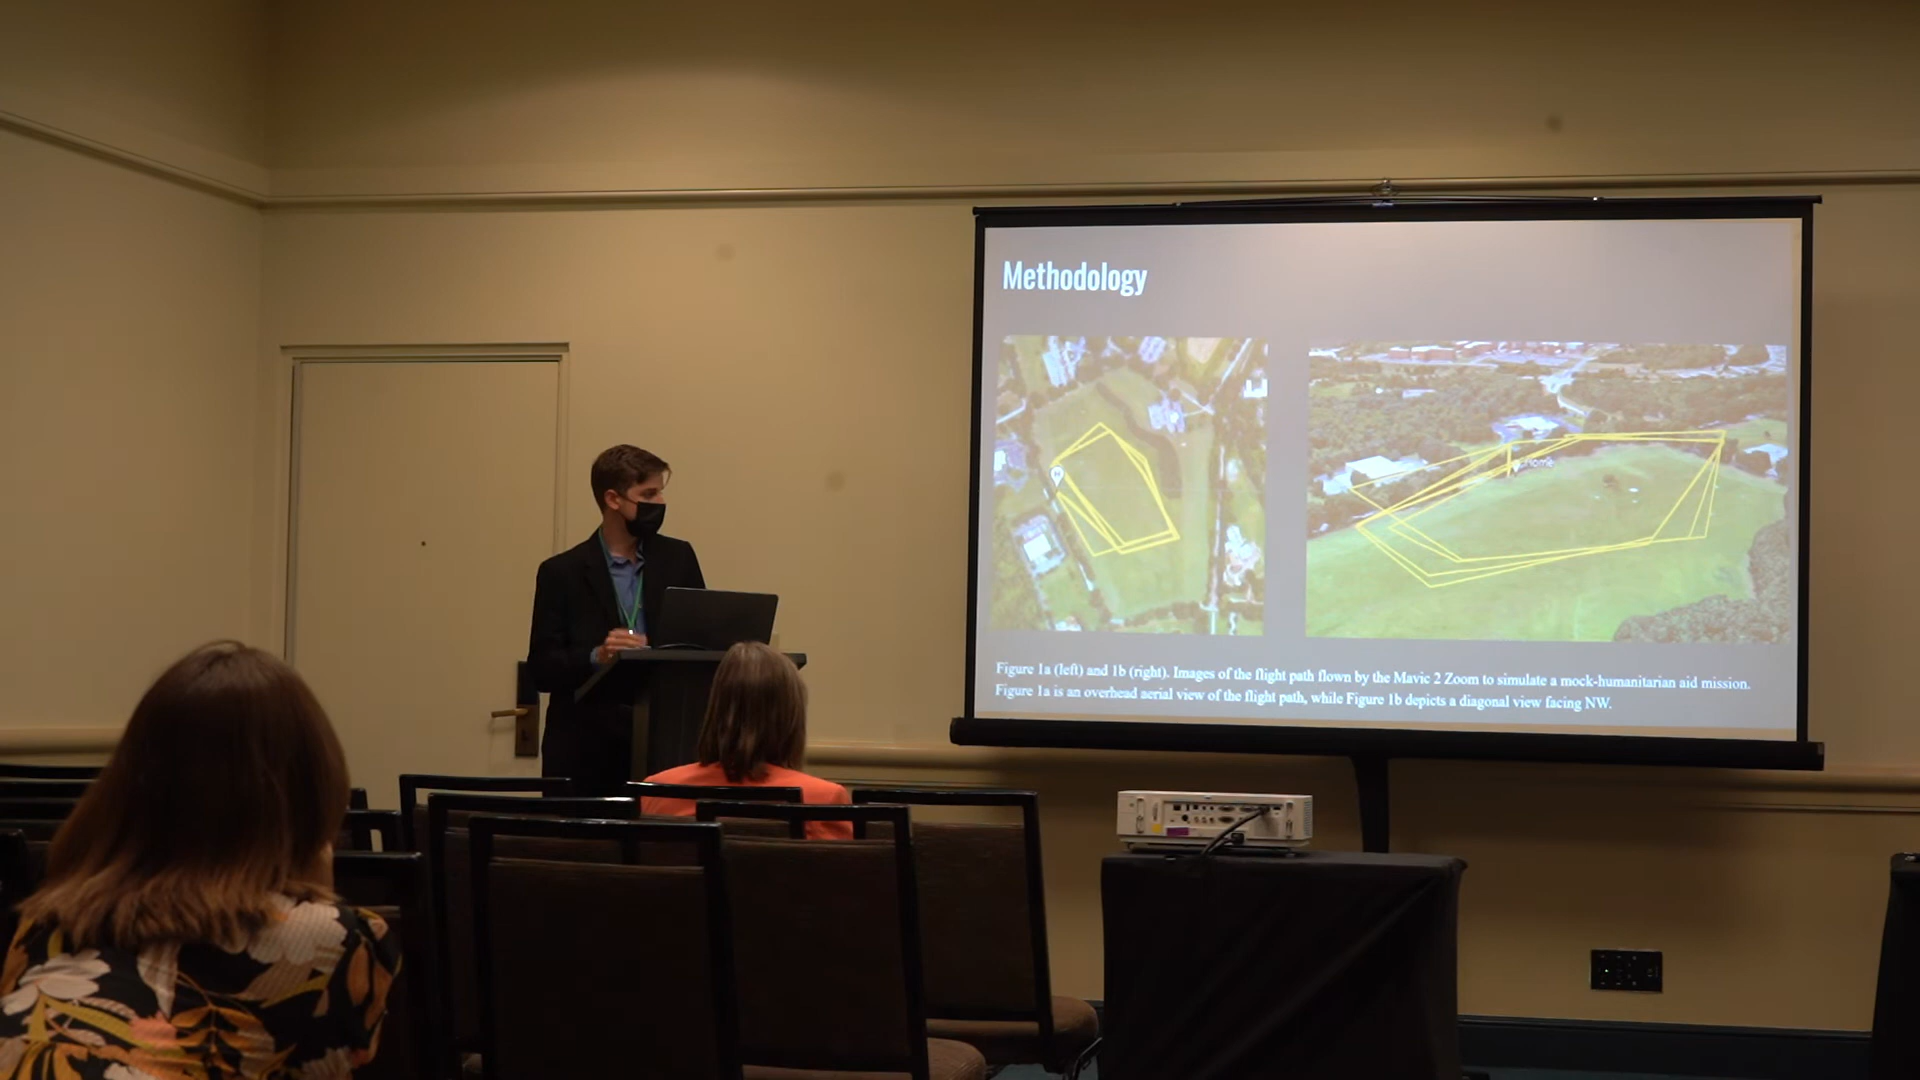 Methodology
Home
Figure 1a (left) and 1b (right). Images of the flight path flown by the Mavic 2 Zoom to simulate a mock-humanitarian aid mission.
Figure 1a is an overhead aerial view of the flight path, while Figure 1b depicts a diagonal view facing NW.